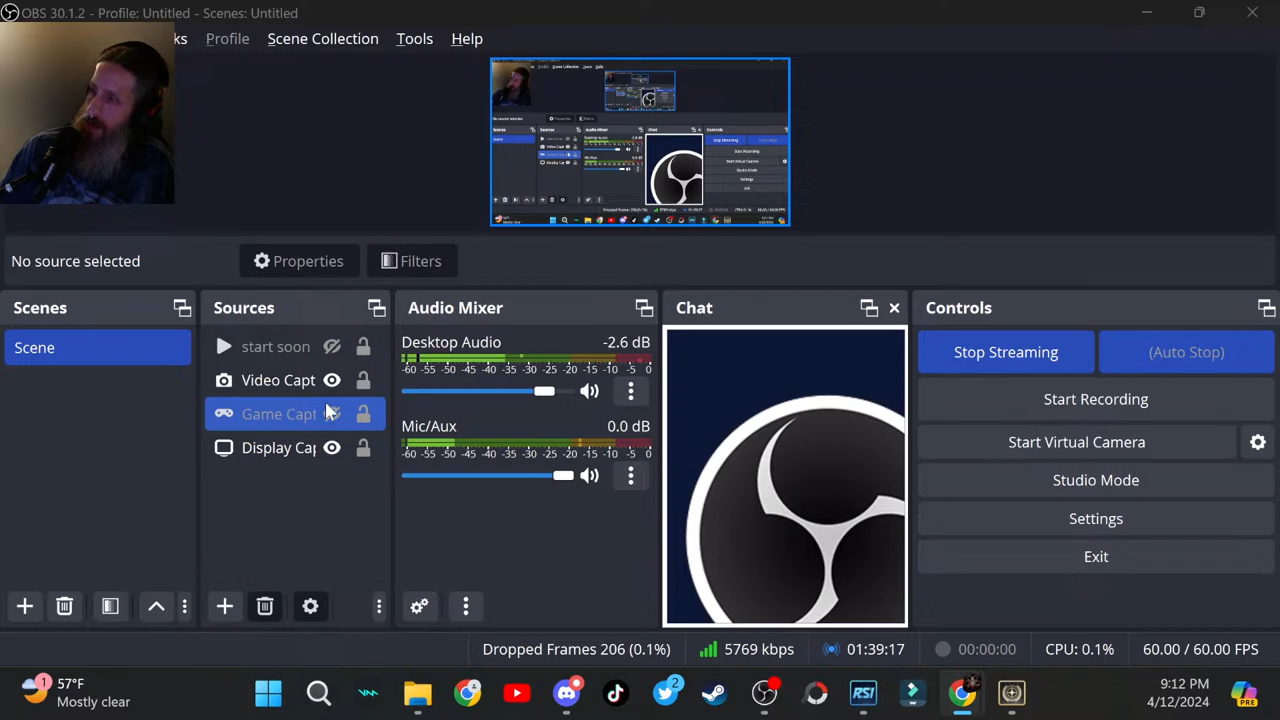 OBS 30.1.2 - Profile: Untitled - Scenes: Untitled
ks Profile Scene Collection Tools Help
No source selected
Properties
Filters
Scenes
Scene
Sources
start soon
Video Capt
Game Capt
Display Cap
Audio Mixer
Desktop Audio -2.6 dB
-60 -55 -50 -45 -40 -35 -30 -25 -20 -15 -10 -5 0
Mic/Aux 0.0 dB
-60 -55 -50 -45 -40 -35 -30 -25 -20 -15 -10 -5 0
Chat
Controls
Stop Streaming (Auto Stop)
Start Recording
Start Virtual Camera
Studio Mode
Settings
Exit
Dropped Frames 206 (0.1%) 5769 kbps 01:39:17 00:00:00 CPU: 0.1% 60.00 / 60.00 FPS
1
57°F
Mostly clear
2
RSI
9:12 PM
4/12/2024
PRE